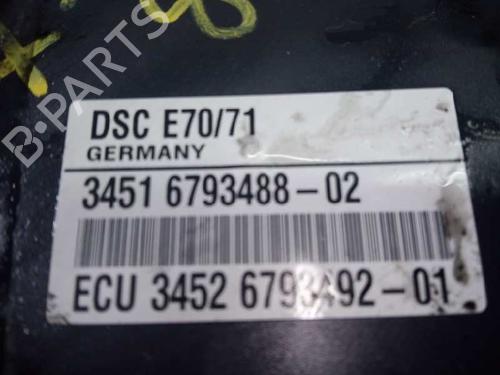 B-PARTS
DSC E70/71
GERMANY
3451 6793488-02
ECU 3452 6793492-01